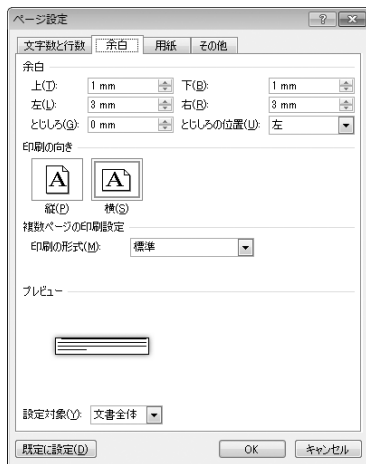 ページ設定
文字数と行数 余白 用紙 その他
余白
上(T): 1 mm 下(B): 1 mm
左(L): 3 mm 右(R): 3 mm
とじしろ(G): 0 mm とじしろの位置(U): 左
印刷の向き
A A
縦(P) 横(S)
複数ページの印刷設定
印刷の形式(M): 標準
プレビュー
設定対象(Y): 文書全体
既定に設定(D) OK キャンセル